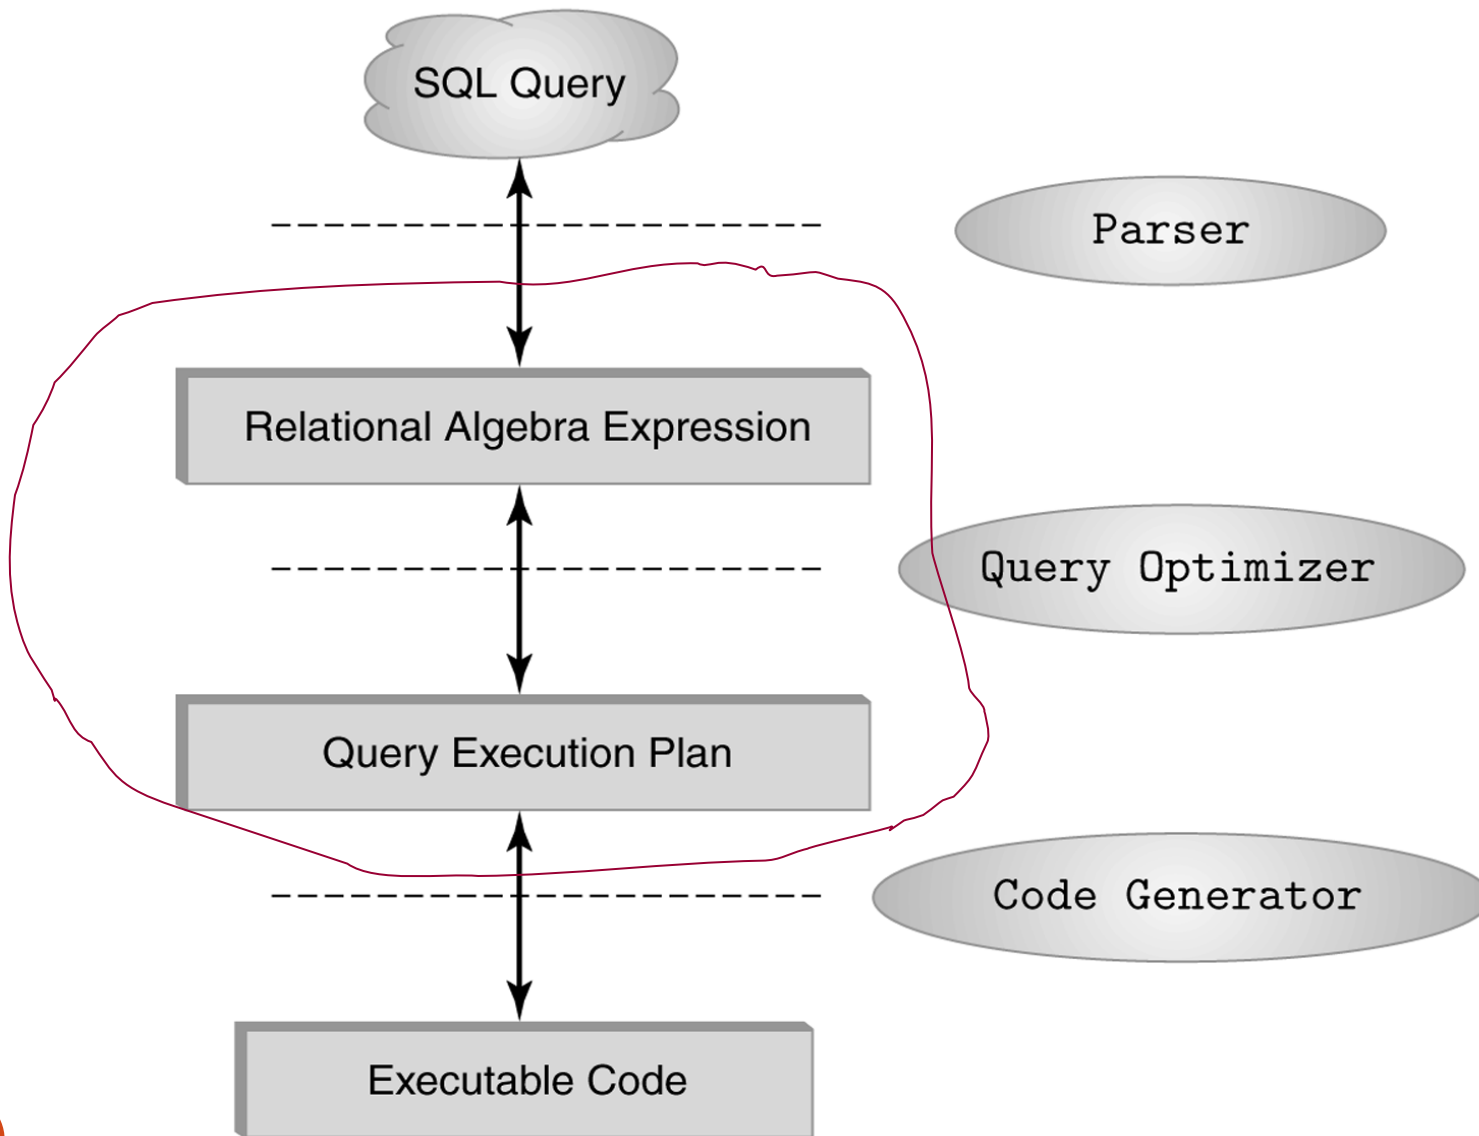 SQL Query
Parser
Relational Algebra Expression
Query Optimizer
Query Execution Plan
Code Generator
Executable Code